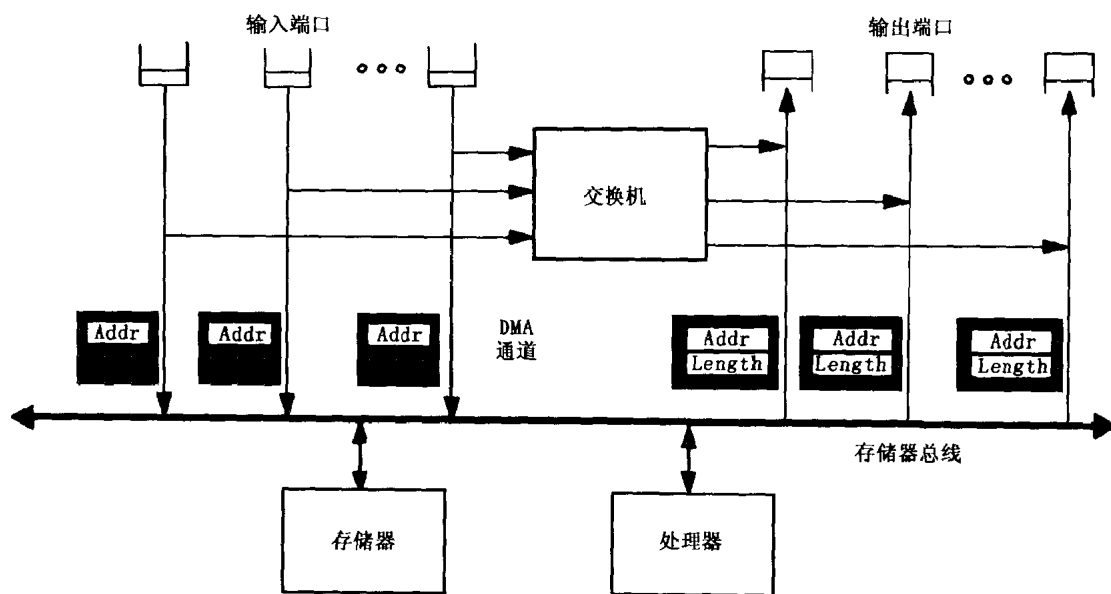 输入端口
输出端口
交换机
Addr
Addr
Addr
DMA
通道
Addr
Length
Addr
Length
Addr
Length
存储器总线
存储器
处理器